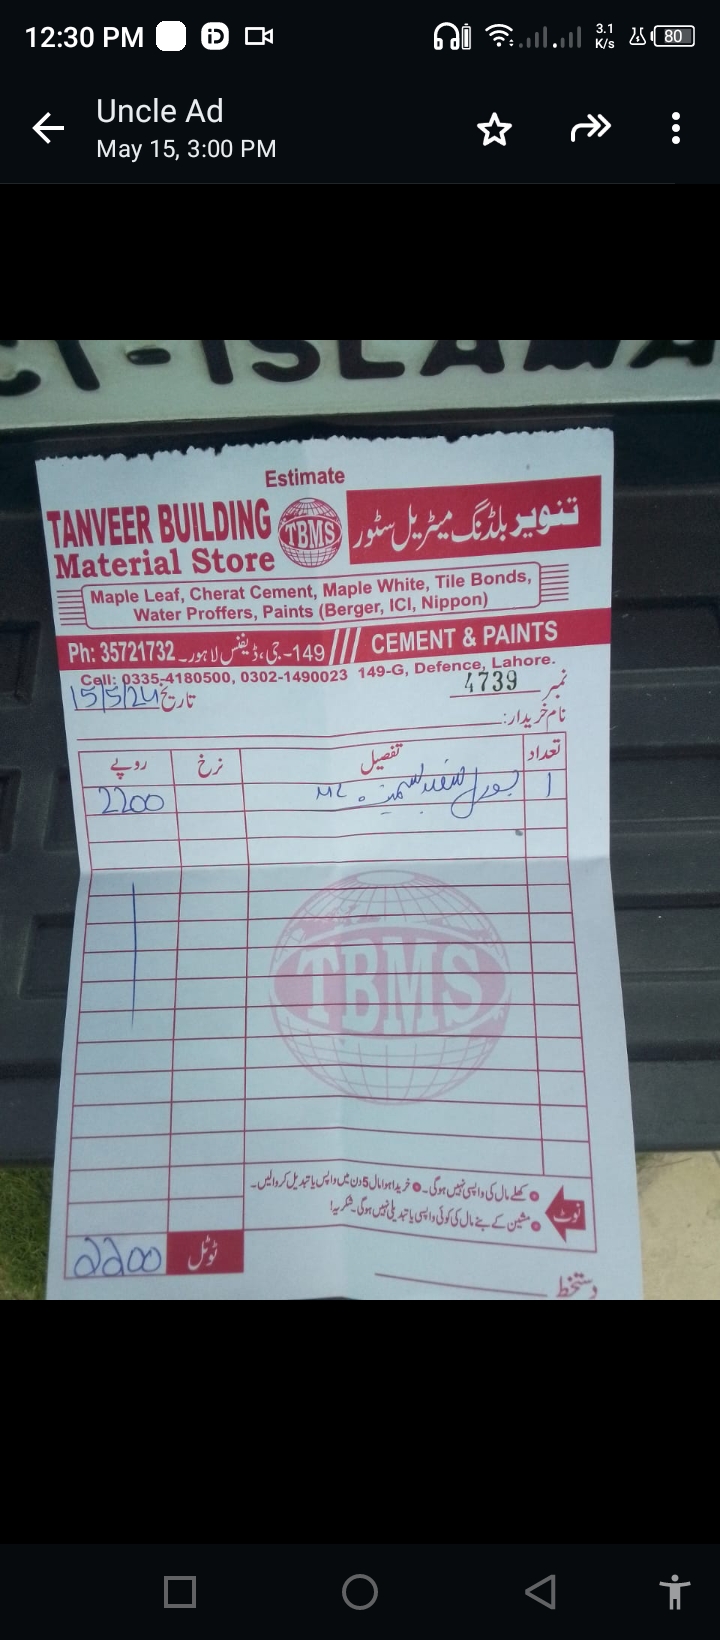 12:30 PM
3.1 K/s
80
Uncle Ad
May 15, 3:00 PM
Estimate
TANVEER BUILDING
Material Store
TBMS
تنویر بلڈنگ میٹریل سٹور
Maple Leaf, Cherat Cement, Maple White, Tile Bonds,
Water Proffers, Paints (Berger, ICI, Nippon)
Ph: 35721732 149-جی، ڈیفنس لاہور۔ CEMENT & PAINTS
Cell: 0335-4180500, 0302-1490023 149-G, Defence, Lahore.
نمبر 4739 تاریخ 15/5/24
نام خریدار:
تعداد تفصیل نرخ روپے
1 سفید ML 2200
TBMS
نوٹ
● کھلے مال کی واپسی نہیں ہوگی۔ ● خریدا ہوا مال 5 دن میں واپس یا تبدیل کروالیں۔
● مشین کے بنے مال کی کوئی واپسی یا تبدیلی نہیں ہوگی۔ شکریہ!
ٹوٹل 2200
دستخط